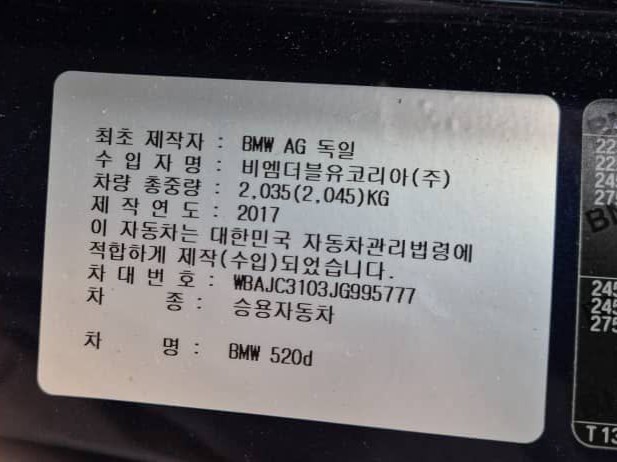 최초 제작자 : BMW AG 독일
수 입 자 명 : 비엠더블유코리아(주)
차량 총중량 : 2,035(2,045)KG
제 작 연 도 : 2017
이 자동차는 대한민국 자동차관리법령에
적합하게 제작(수입)되었습니다.
차 대 번 호 : WBAJC3103JG995777
차 종 : 승용자동차
차 명 : BMW 520d
245
245
275
T 13